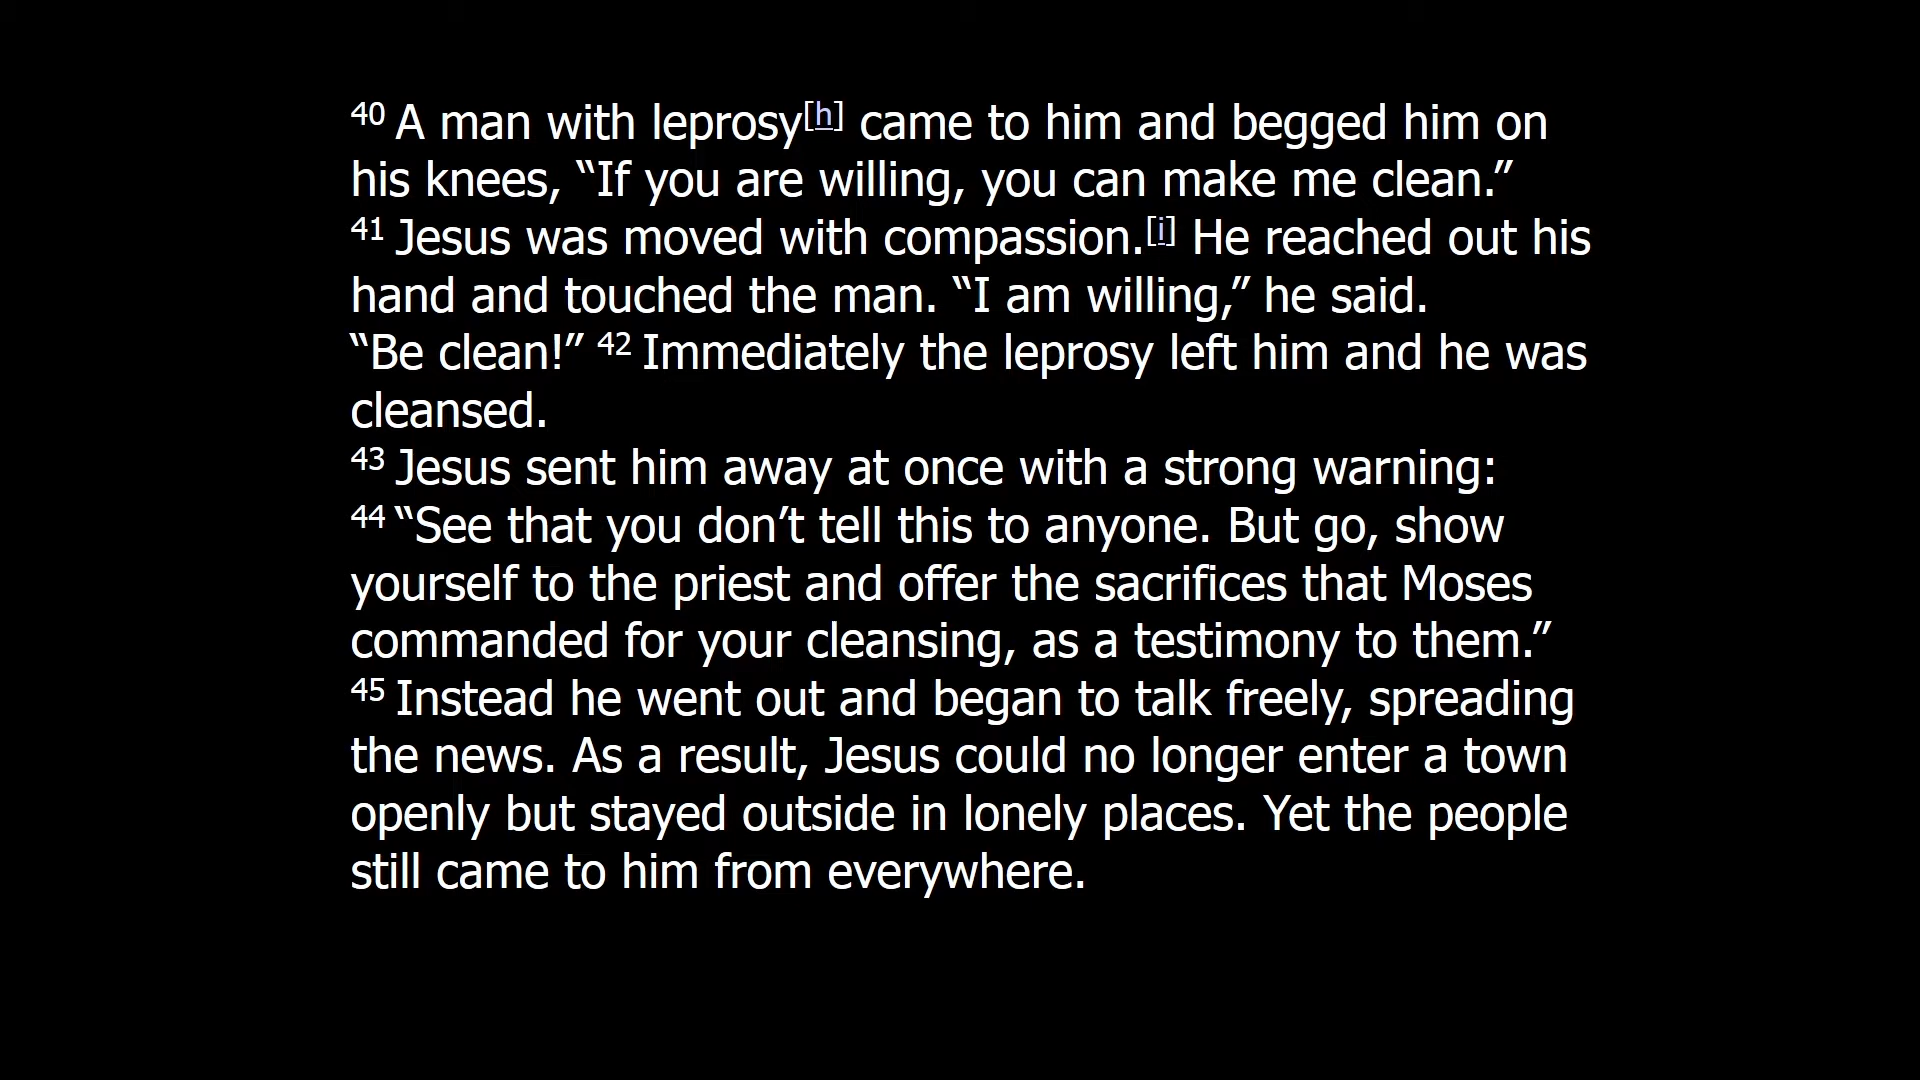 40 A man with leprosy[h] came to him and begged him on
his knees, “If you are willing, you can make me clean.”
41 Jesus was moved with compassion.[i] He reached out his
hand and touched the man. “I am willing,” he said.
“Be clean!” 42 Immediately the leprosy left him and he was
cleansed.
43 Jesus sent him away at once with a strong warning:
44 “See that you don’t tell this to anyone. But go, show
yourself to the priest and offer the sacrifices that Moses
commanded for your cleansing, as a testimony to them.”
45 Instead he went out and began to talk freely, spreading
the news. As a result, Jesus could no longer enter a town
openly but stayed outside in lonely places. Yet the people
still came to him from everywhere.